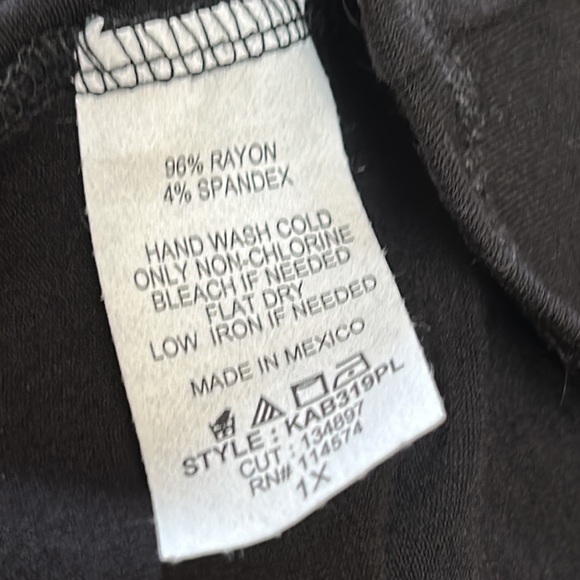 96% RAYON
4% SPANDEX
HAND WASH COLD
ONLY NON-CHLORINE
BLEACH IF NEEDED
FLAT DRY
LOW IRON IF NEEDED
MADE IN MEXICO
STYLE : KAB319PL
CUT : 134897
RN# 114574
1X